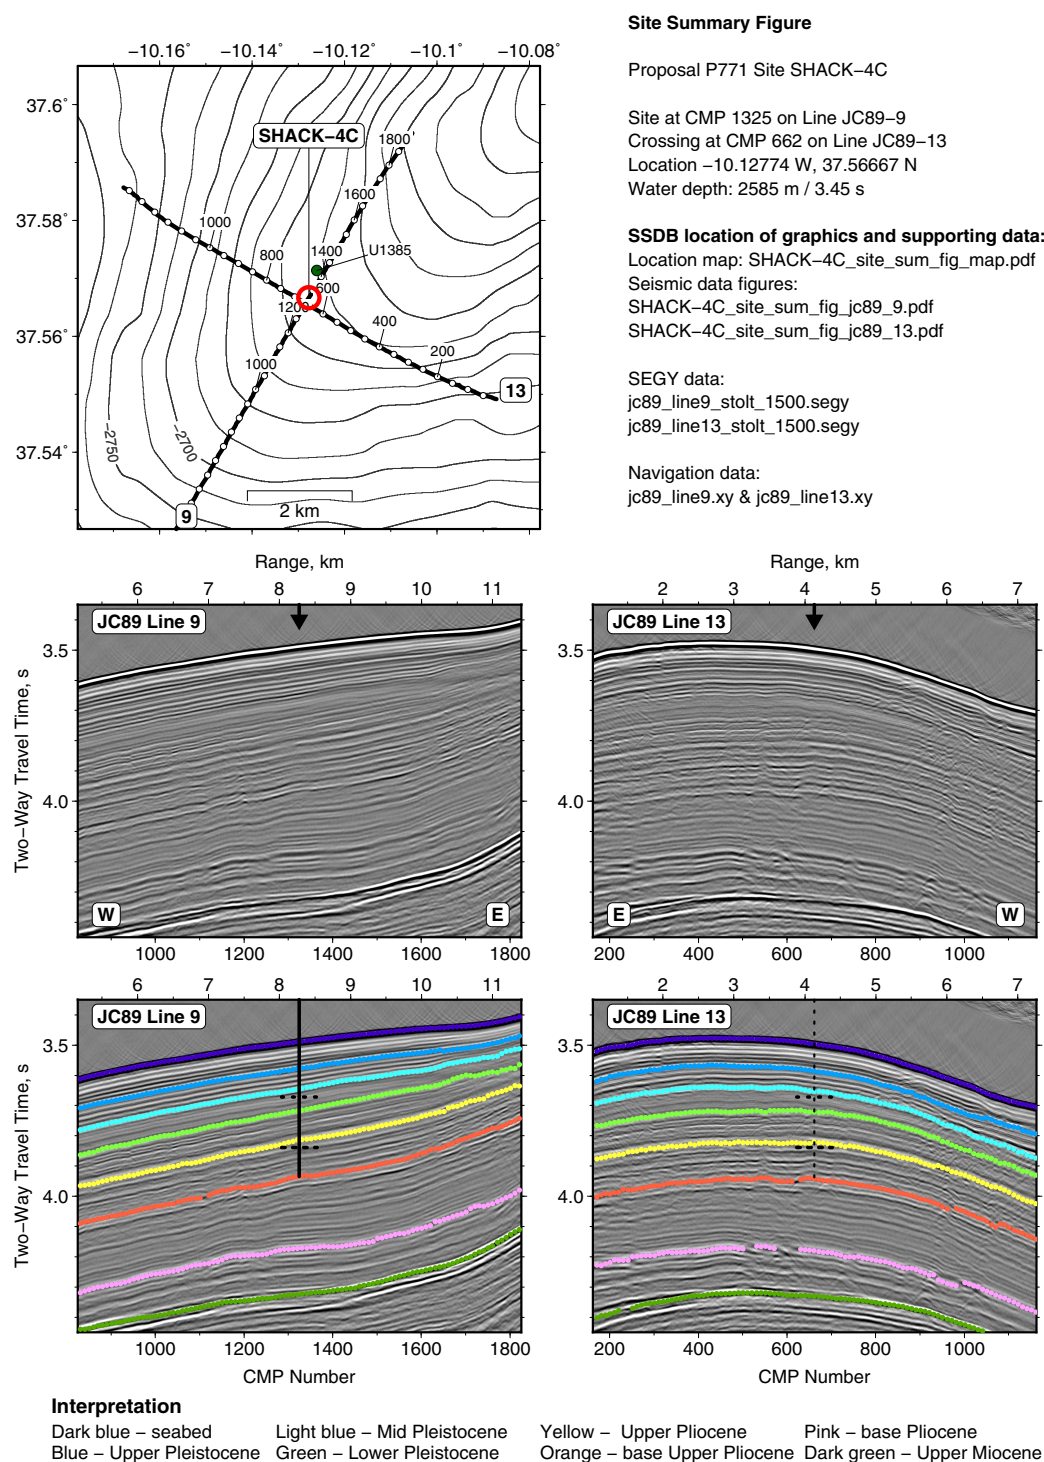 Site Summary Figure
Proposal P771 Site SHACK−4C
Site at CMP 1325 on Line JC89−9
Crossing at CMP 662 on Line JC89−13
Location −10.12774 W, 37.56667 N
Water depth: 2585 m / 3.45 s
SSDB location of graphics and supporting data:
Location map: SHACK−4C_site_sum_fig_map.pdf
Seismic data figures:
SHACK−4C_site_sum_fig_jc89_9.pdf
SHACK−4C_site_sum_fig_jc89_13.pdf
SEGY data:
jc89_line9_stolt_1500.segy
jc89_line13_stolt_1500.segy
Navigation data:
jc89_line9.xy & jc89_line13.xy
−10.16˚ −10.14˚ −10.12˚ −10.1˚ −10.08˚
37.6˚
37.58˚
37.56˚
37.54˚
SHACK−4C
1800
1600
1400
U1385
600
1200
1000
800
1000
400
200
13
9
−2750
−2700
2 km
Range, km
6 7 8 9 10 11
JC89 Line 9
3.5
4.0
Two−Way Travel Time, s
W
E
1000 1200 1400 1600 1800
Range, km
2 3 4 5 6 7
JC89 Line 13
3.5
4.0
E
W
200 400 600 800 1000
6 7 8 9 10 11
JC89 Line 9
3.5
4.0
Two−Way Travel Time, s
1000 1200 1400 1600 1800
CMP Number
2 3 4 5 6 7
JC89 Line 13
3.5
4.0
200 400 600 800 1000
CMP Number
Interpretation
Dark blue − seabed Light blue − Mid Pleistocene Yellow − Upper Pliocene Pink − base Pliocene
Blue − Upper Pleistocene Green − Lower Pleistocene Orange − base Upper Pliocene Dark green − Upper Miocene